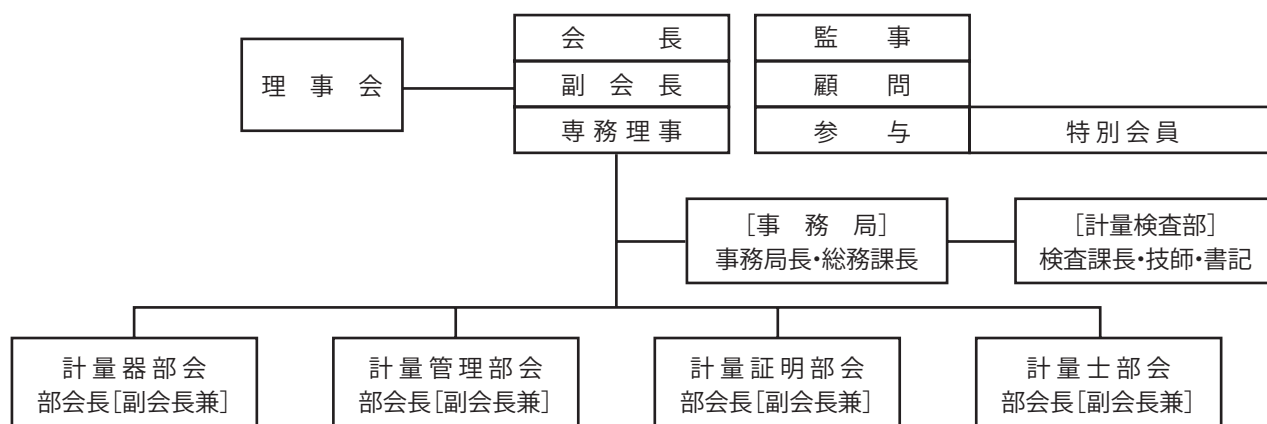 理事会
会長
副会長
専務理事
監事
顧問
参与
特別会員
［事務局］
事務局長・総務課長
［計量検査部］
検査課長・技師・書記
計量器部会
部会長［副会長兼］
計量管理部会
部会長［副会長兼］
計量証明部会
部会長［副会長兼］
計量士部会
部会長［副会長兼］